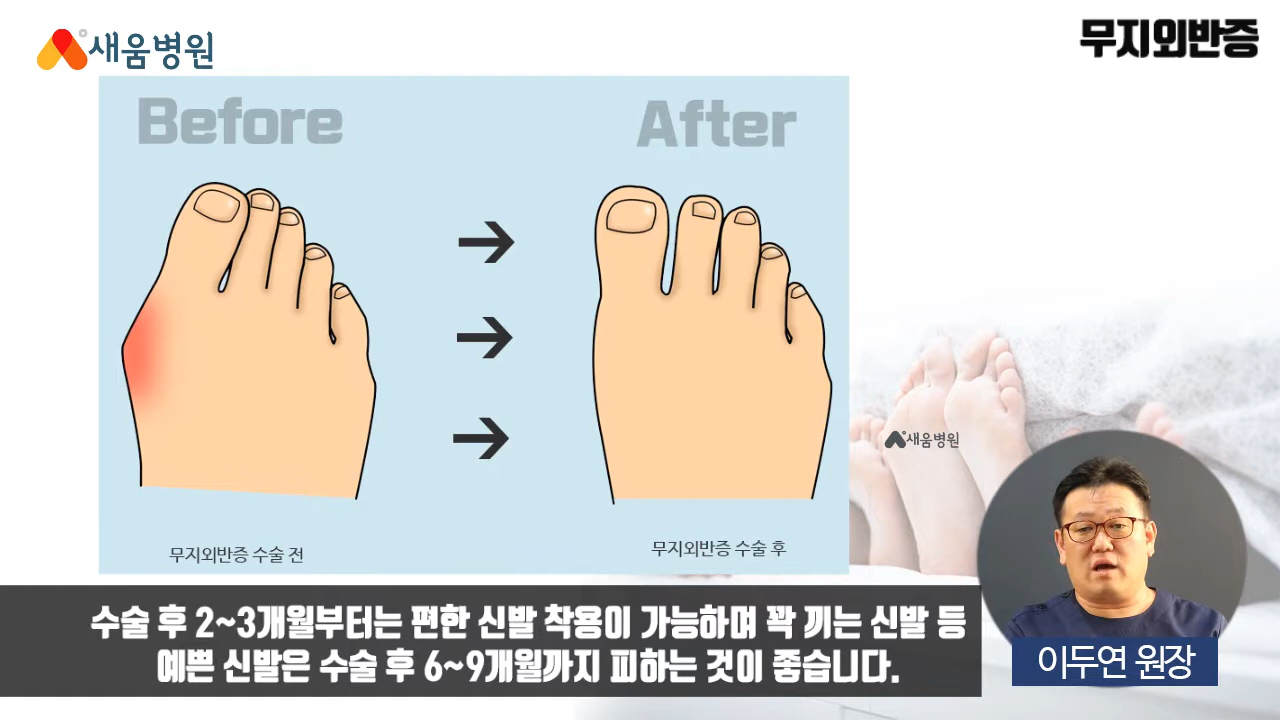 새움병원
무지외반증
Before
After
무지외반증 수술 전
무지외반증 수술 후
새움병원
수술 후 2~3개월부터는 편한 신발 착용이 가능하며 꽉 끼는 신발 등
예쁜 신발은 수술 후 6~9개월까지 피하는 것이 좋습니다.
이두연 원장